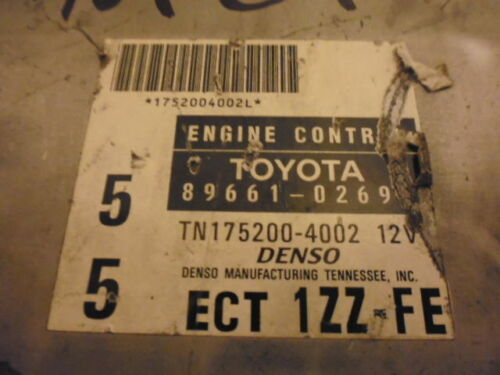 *1752004002L*
ENGINE CONTR
TOYOTA
89661-0269
TN175200-4002 12V
DENSO
DENSO MANUFACTURING TENNESSEE, INC.
5
5
ECT 1ZZ-FE